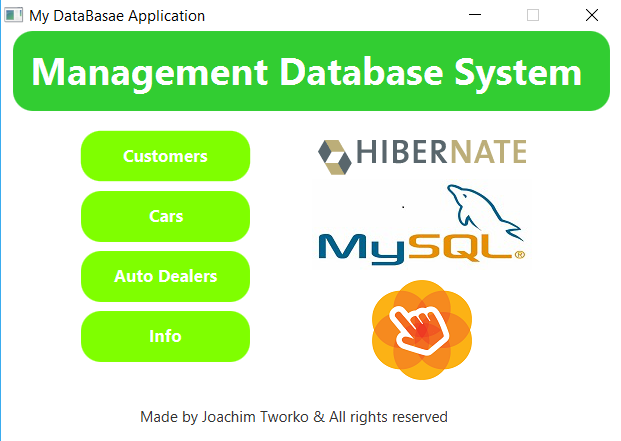 My DataBasae Application
Management Database System
Customers
Cars
Auto Dealers
Info
HIBERNATE
MySQL®
Made by Joachim Tworko & All rights reserved